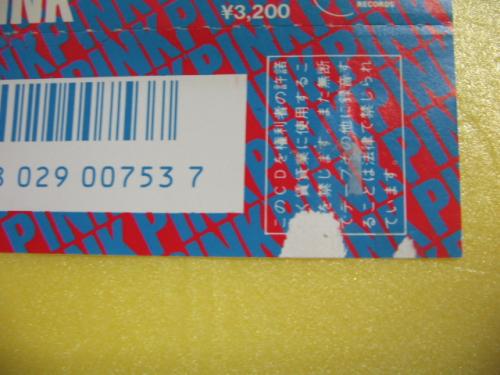 PINK
¥3,200
RECORDS
8 029 00753 7
このCDを権利者の許諾
なく賃貸業に使用するこ
とを禁じます。また無断
でテープその他に録音す
ることは法律で禁じられ
ています。